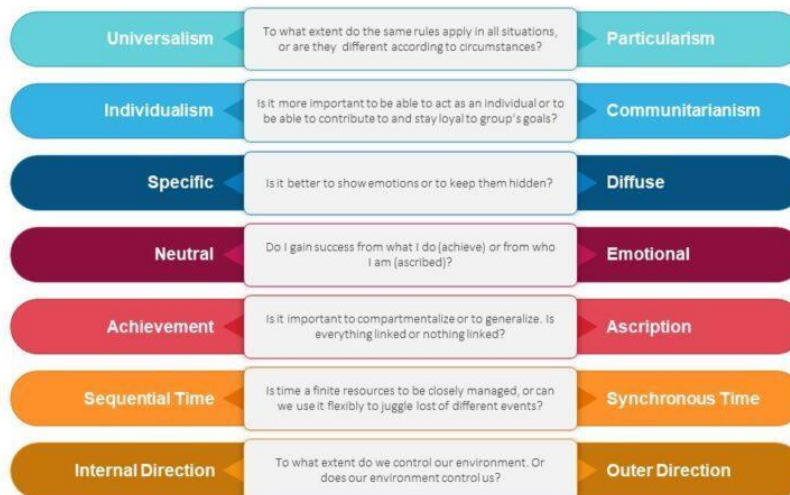 Universalism
To what extent do the same rules apply in all situations,
or are they different according to circumstances?
Particularism
Individualism
Is it more important to be able to act as an individual or to
be able to contribute to and stay loyal to group's goals?
Communitarianism
Specific
Is it better to show emotions or to keep them hidden?
Diffuse
Neutral
Do I gain success from what I do (achieve) or from who
I am (ascribed)?
Emotional
Achievement
Is it important to compartmentalize or to generalize. Is
everything linked or nothing linked?
Ascription
Sequential Time
Is time a finite resources to be closely managed, or can
we use it flexibly to juggle lost of different events?
Synchronous Time
Internal Direction
To what extent do we control our environment. Or
does our environment control us?
Outer Direction